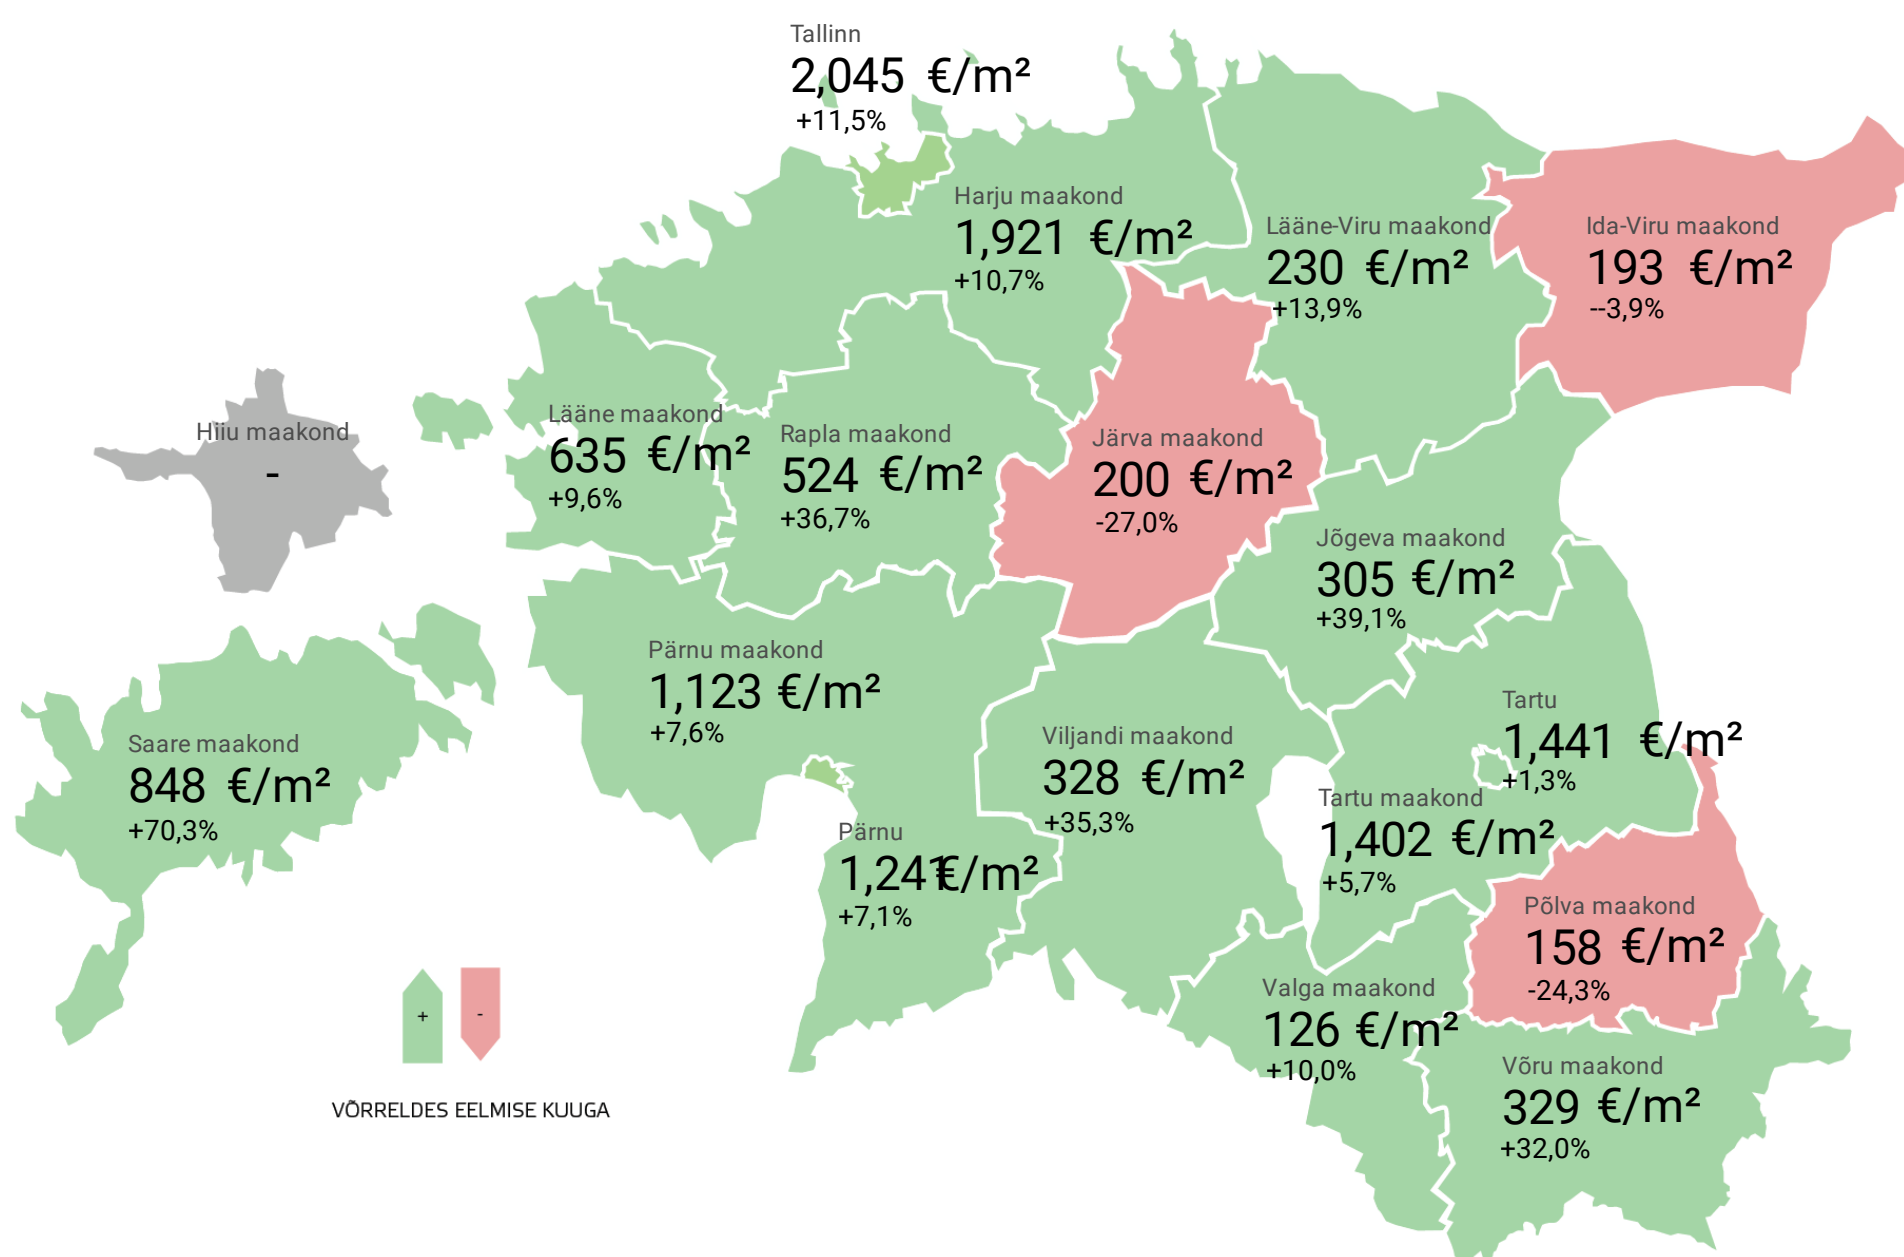 Tallinn
2,045 €/m²
+11,5%
Harju maakond
1,921 €/m²
+10,7%
Lääne-Viru maakond
230 €/m²
+13,9%
Ida-Viru maakond
193 €/m²
--3,9%
Hiiu maakond
-
Lääne maakond
635 €/m²
+9,6%
Rapla maakond
524 €/m²
+36,7%
Järva maakond
200 €/m²
-27,0%
Jõgeva maakond
305 €/m²
+39,1%
Saare maakond
848 €/m²
+70,3%
Pärnu maakond
1,123 €/m²
+7,6%
Viljandi maakond
328 €/m²
+35,3%
Tartu
1,441 €/m²
+1,3%
Tartu maakond
1,402 €/m²
+5,7%
Pärnu
1,241 €/m²
+7,1%
Põlva maakond
158 €/m²
-24,3%
Valga maakond
126 €/m²
+10,0%
Võru maakond
329 €/m²
+32,0%
+ -
VÕRRELDES EELMISE KUUGA